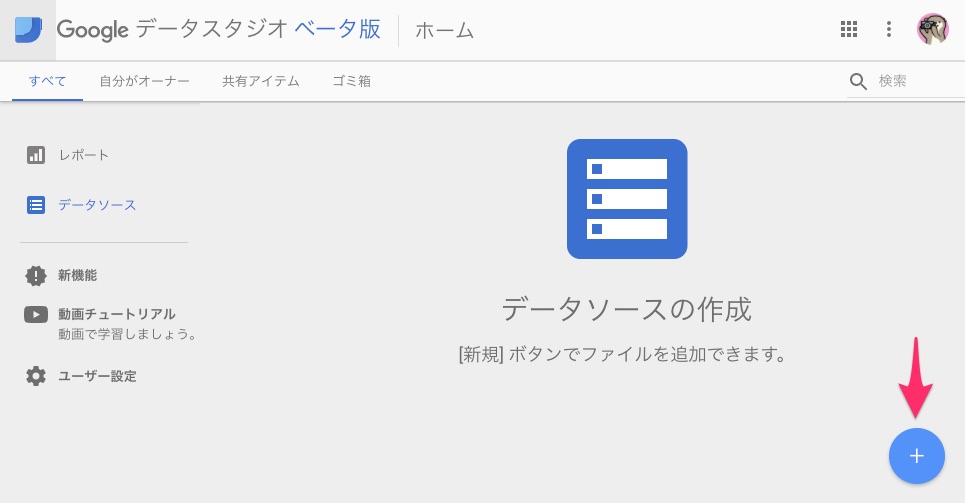 Google データスタジオ ベータ版 ホーム
すべて 自分がオーナー 共有アイテム ゴミ箱 検索
レポート
データソース
新機能
動画チュートリアル
動画で学習しましょう。
ユーザー設定
データソースの作成
[新規] ボタンでファイルを追加できます。